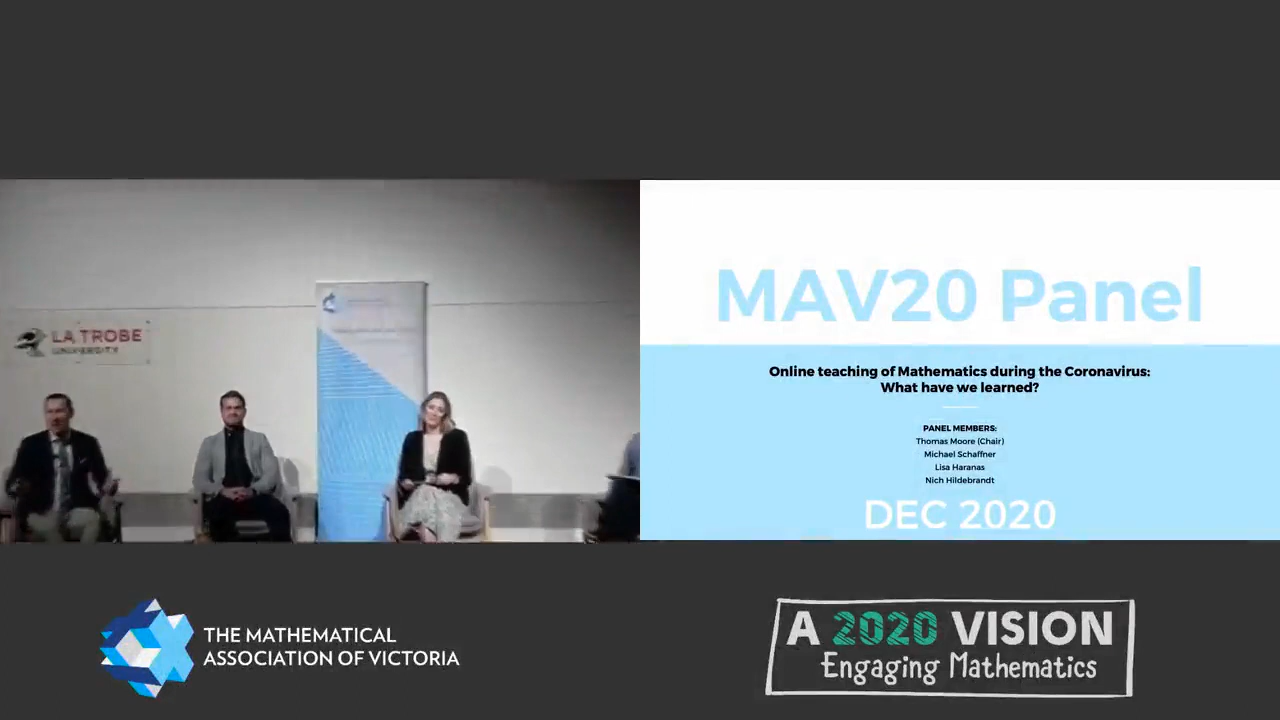 LA TROBE
UNIVERSITY
MAV20 Panel
Online teaching of Mathematics during the Coronavirus:
What have we learned?
PANEL MEMBERS:
Thomas Moore (Chair)
Michael Schaffner
Lisa Haranas
Nich Hildebrandt
DEC 2020
THE MATHEMATICAL
ASSOCIATION OF VICTORIA
A 2020 VISION
Engaging Mathematics